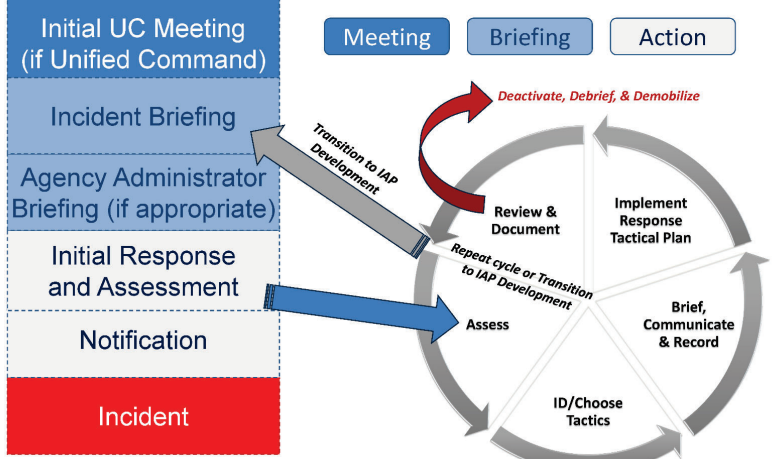 Initial UC Meeting
(if Unified Command)
Incident Briefing
Agency Administrator
Briefing (if appropriate)
Initial Response
and Assessment
Notification
Incident
Meeting
Briefing
Action
Deactivate, Debrief, & Demobilize
Transition to IAP
Development
Review &
Document
Implement
Response
Tactical Plan
Repeat cycle or Transition
to IAP Development
Assess
Brief,
Communicate
& Record
ID/Choose
Tactics